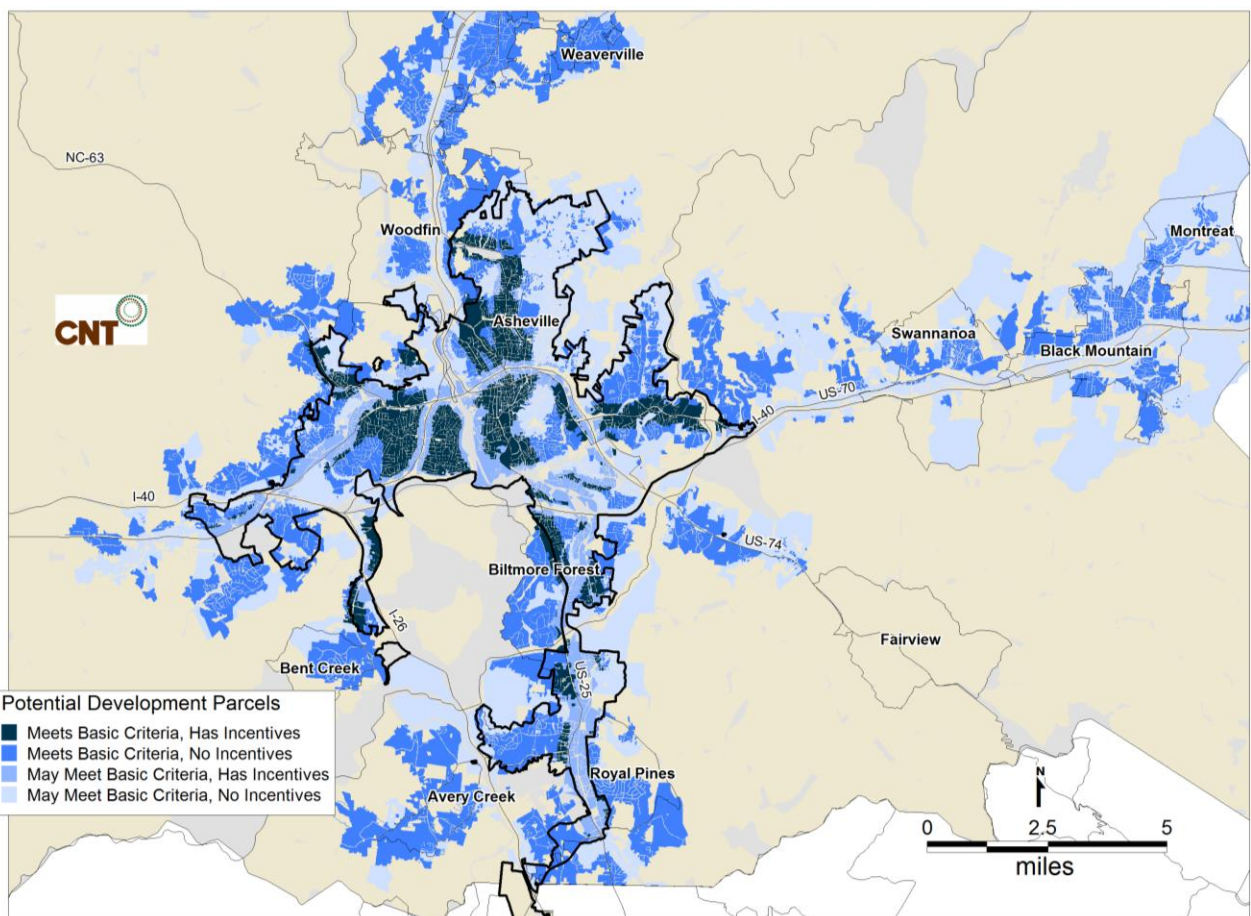 Weaverville
NC-63
Woodfin
Montreat
CNT
Asheville
Swannanoa
Black Mountain
US-70
I-40
I-40
US-74
Biltmore Forest
I-26
Fairview
Bent Creek
US-25
Potential Development Parcels
Meets Basic Criteria, Has Incentives
Meets Basic Criteria, No Incentives
May Meet Basic Criteria, Has Incentives
May Meet Basic Criteria, No Incentives
Royal Pines
Avery Creek
N
0 2.5 5
miles